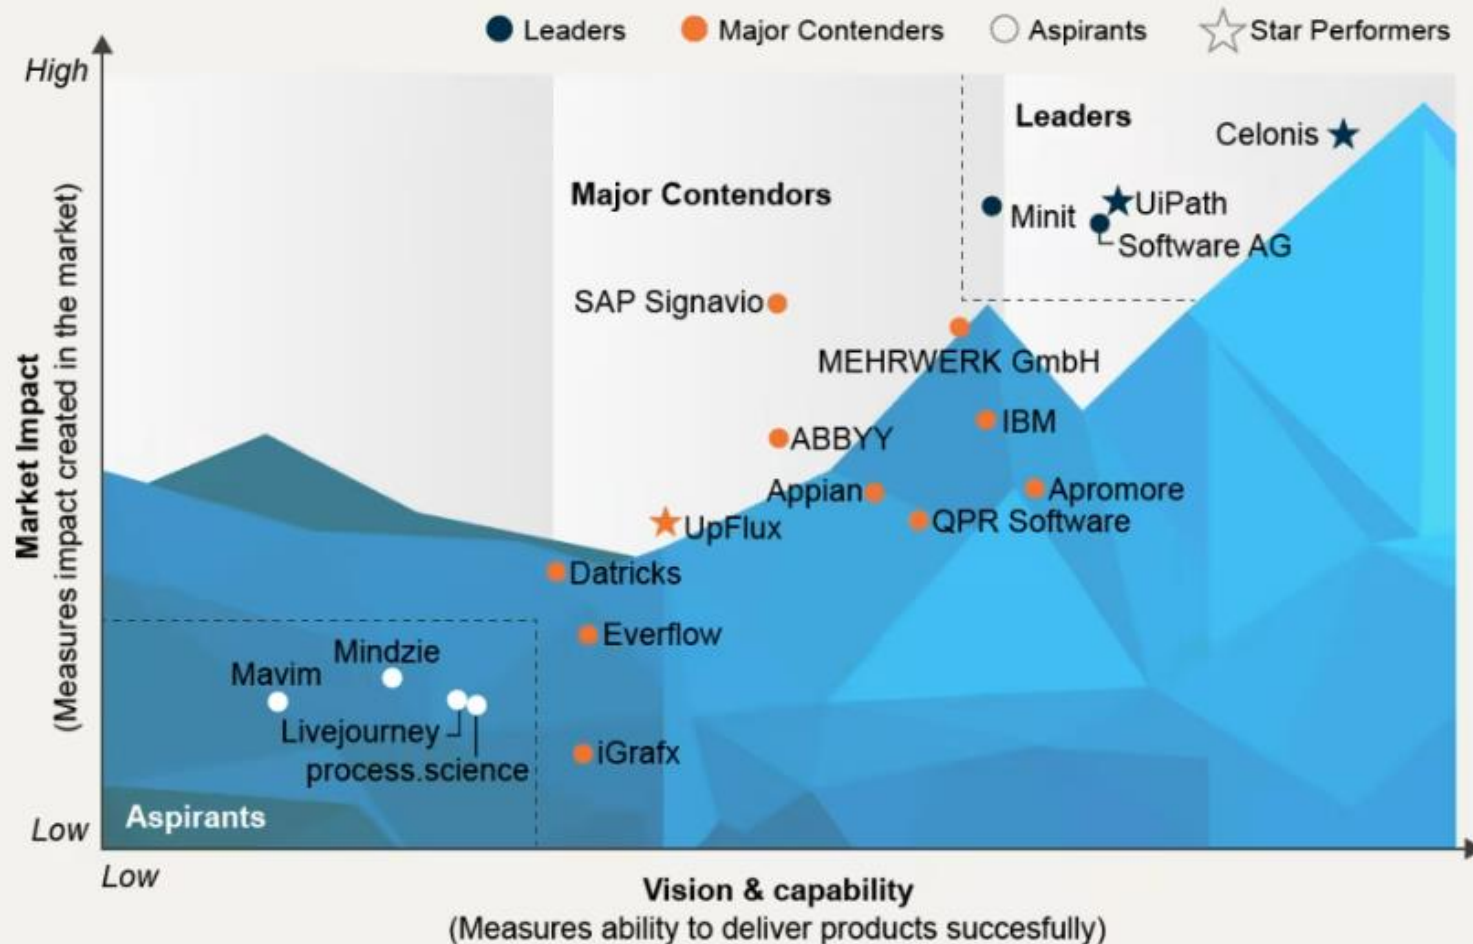 Leaders
Major Contenders
Aspirants
Star Performers
High
Leaders
Celonis
Major Contendors
Minit
UiPath
Software AG
SAP Signavio
MEHRWERK GmbH
IBM
ABBYY
Appian
Apromore
QPR Software
UpFlux
Datricks
Everflow
Mindzie
Mavim
Livejourney
iGrafx
process.science
Aspirants
Low
Low
Market Impact
(Measures impact created in the market)
Vision & capability
(Measures ability to deliver products succesfully)